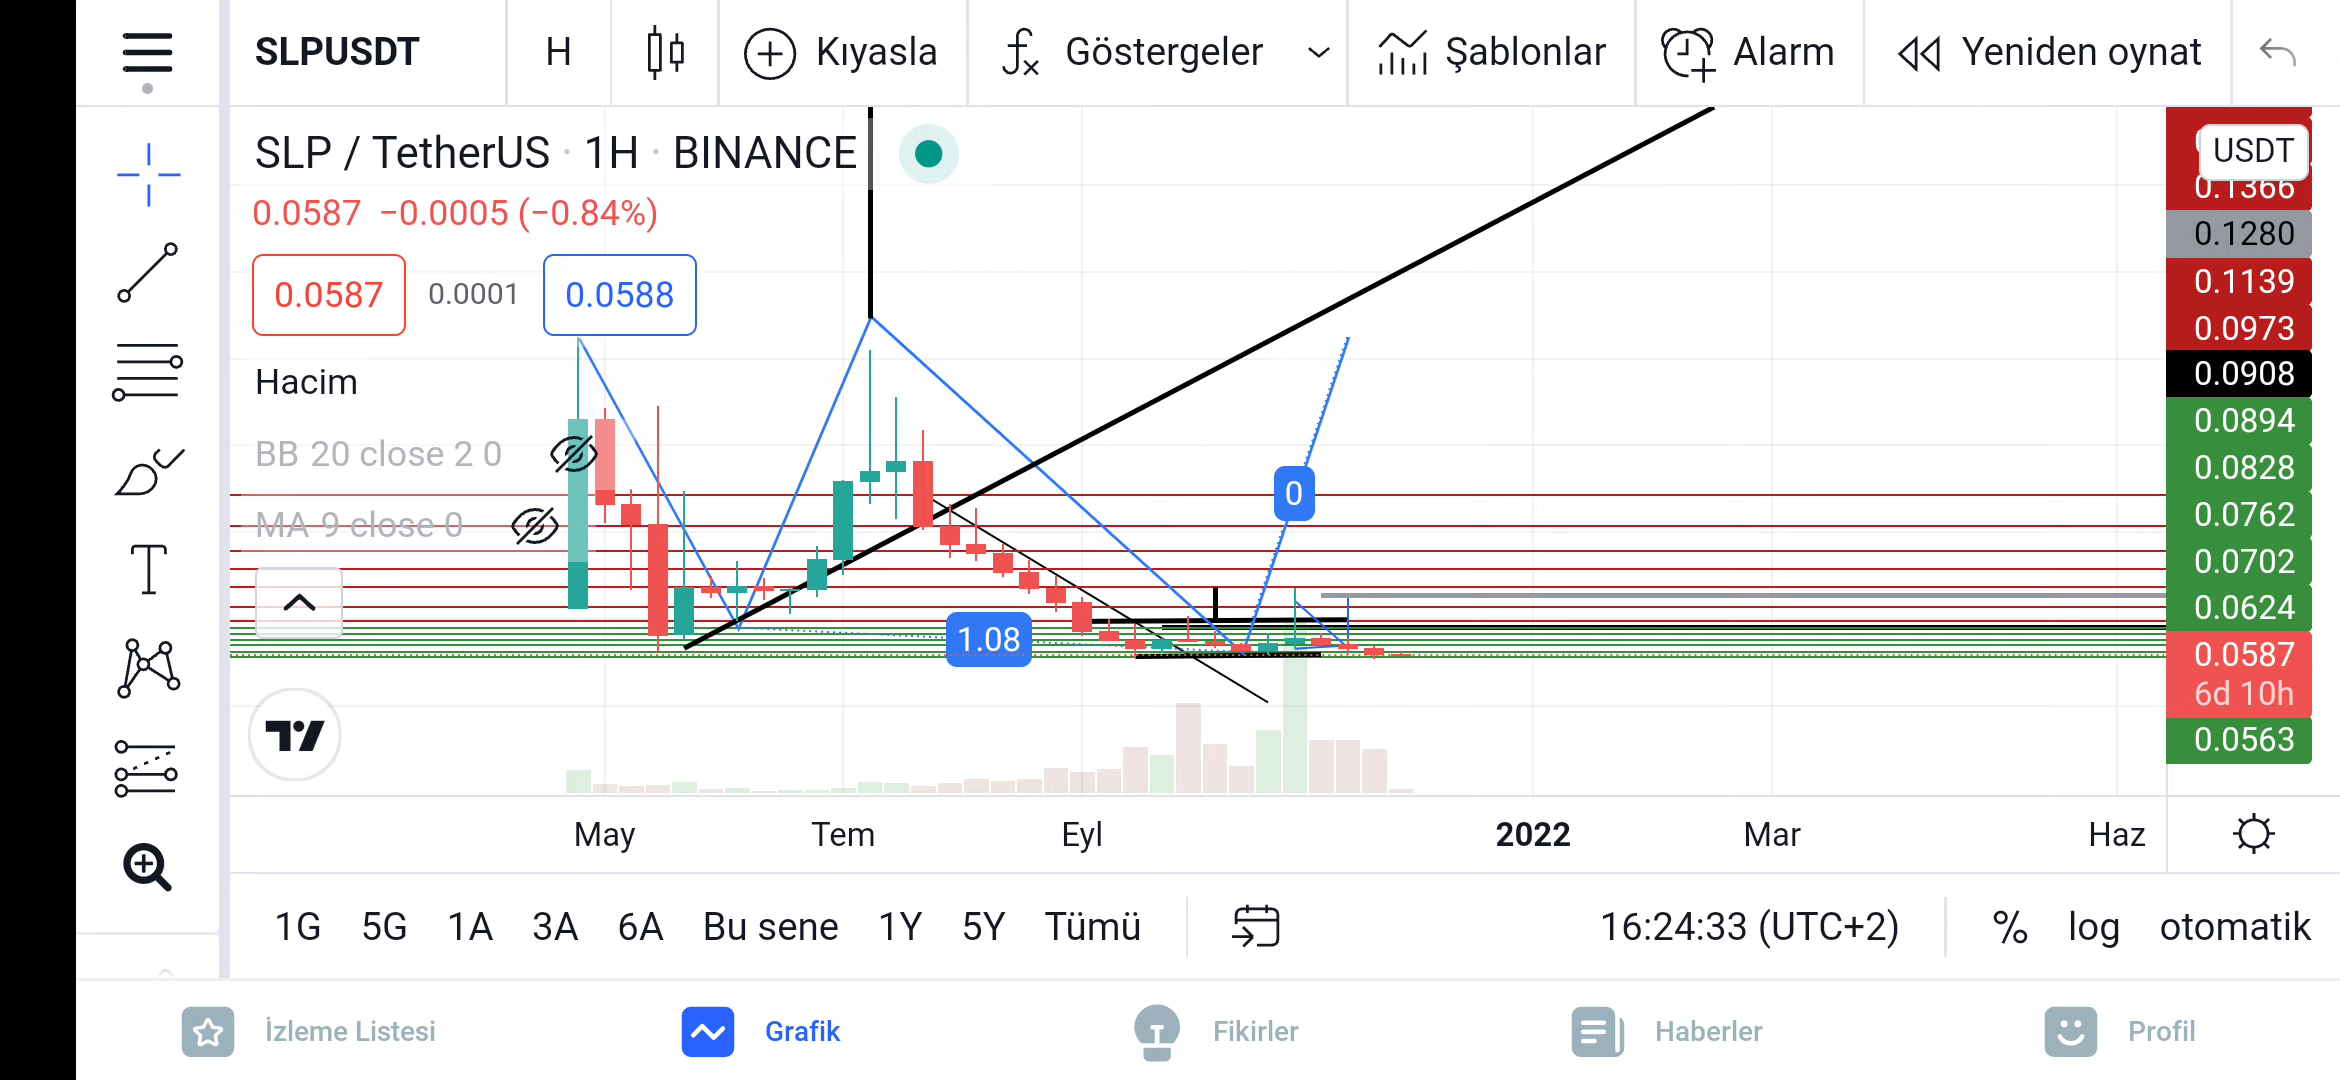 SLPUSDT H Kıyasla Göstergeler Şablonlar Alarm Yeniden oynat
SLP / TetherUS · 1H · BINANCE
0.0587 −0.0005 (−0.84%)
0.0587 0.0001 0.0588
Hacim
BB 20 close 2 0
MA 9 close 0
0
1.08
USDT
0.1366
0.1280
0.1139
0.0973
0.0908
0.0894
0.0828
0.0762
0.0702
0.0624
0.0587
6d 10h
0.0563
May Tem Eyl 2022 Mar Haz
1G 5G 1A 3A 6A Bu sene 1Y 5Y Tümü 16:24:33 (UTC+2) % log otomatik
İzleme Listesi Grafik Fikirler Haberler Profil